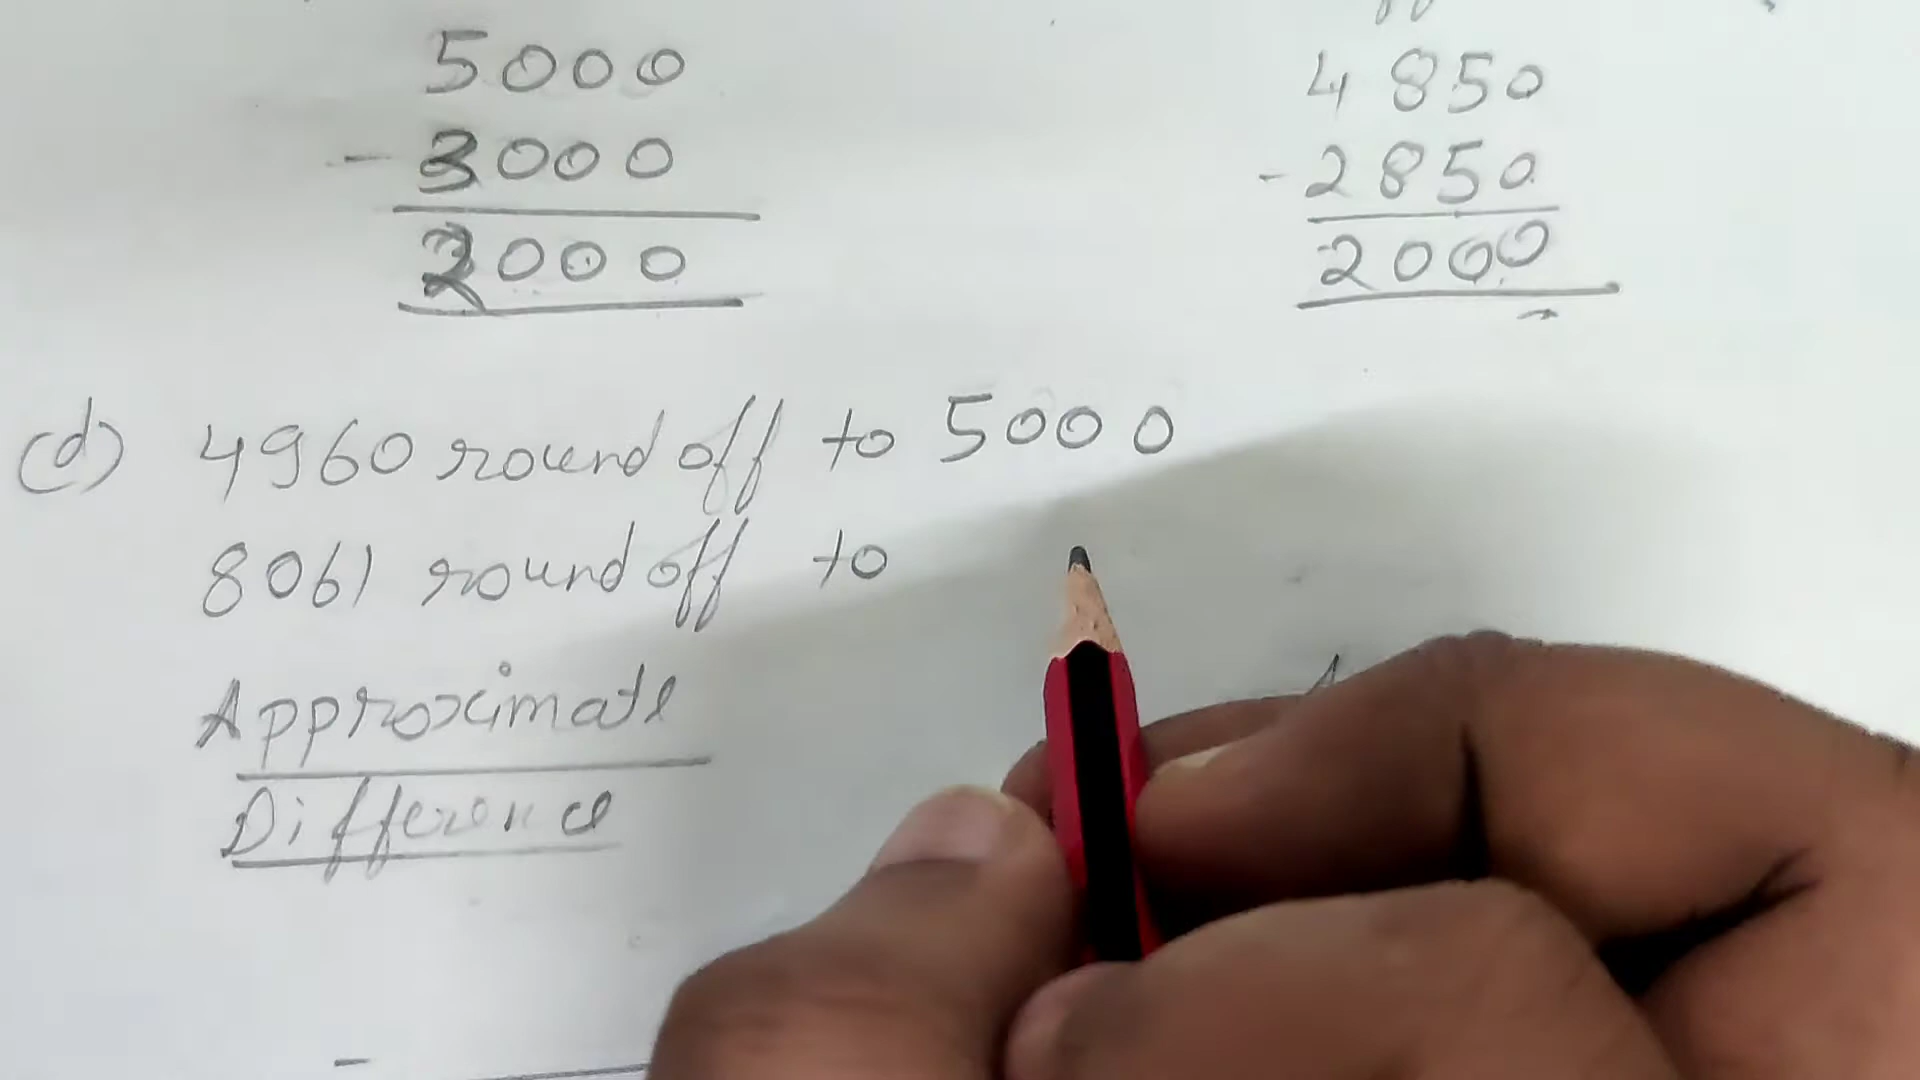 5000
- 3000
2000
4850
- 2850
2000
(d) 4960 round off to 5000
8061 round off to
Approximate
Difference
-